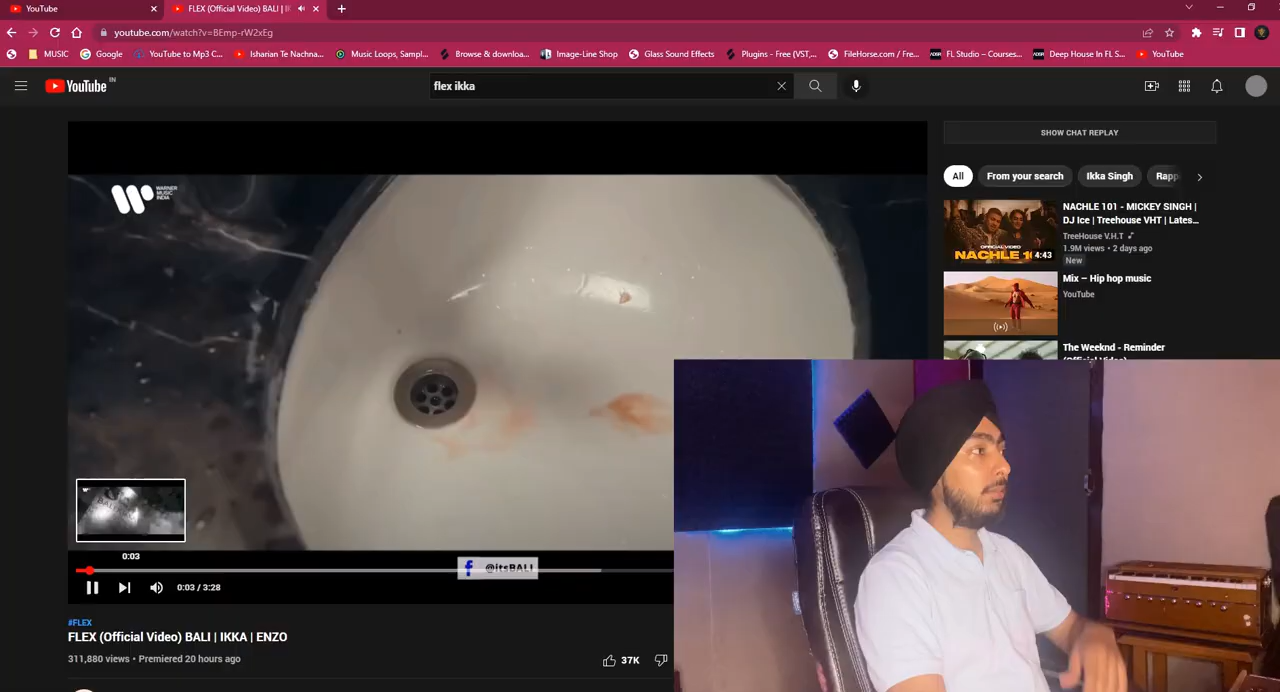 YouTube
FLEX (Official Video) BALI | I
youtube.com/watch?v=BEmp-rW2xEg
MUSIC
Google
YouTube to Mp3 C...
Isharian Te Nachna...
Music Loops, Sampl...
Browse & downloa...
Image-Line Shop
Glass Sound Effects
Plugins - Free (VST,...
FileHorse.com / Free...
FL Studio – Courses...
Deep House In FL S...
YouTube
YouTube IN
flex ikka
SHOW CHAT REPLAY
All
From your search
Ikka Singh
Rapp
WARNER
MUSIC
INDIA
NACHLE 101 - MICKEY SINGH |
DJ Ice | Treehouse VHT | Lates...
TreeHouse V.H.T
1.9M views • 2 days ago
New
OFFICIAL VIDEO
NACHLE 1
4:43
Mix – Hip hop music
YouTube
The Weeknd - Reminder
(Official Video)
0:03
@itsBALI
0:03 / 3:28
#FLEX
FLEX (Official Video) BALI | IKKA | ENZO
311,880 views • Premiered 20 hours ago
37K